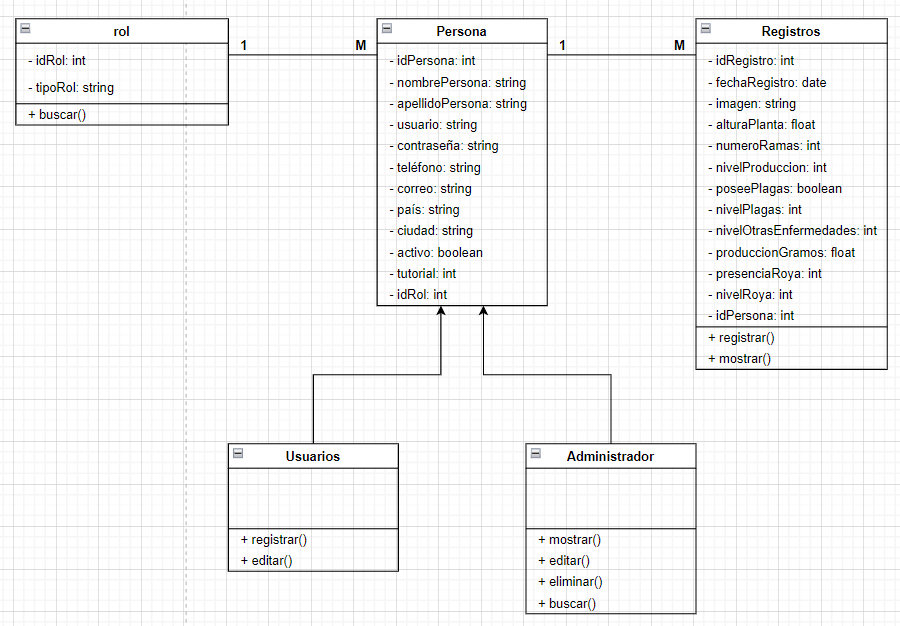 rol
- idRol: int
- tipoRol: string
+ buscar()
1
M
Persona
- idPersona: int
- nombrePersona: string
- apellidoPersona: string
- usuario: string
- contraseña: string
- teléfono: string
- correo: string
- país: string
- ciudad: string
- activo: boolean
- tutorial: int
- idRol: int
1
M
Registros
- idRegistro: int
- fechaRegistro: date
- imagen: string
- alturaPlanta: float
- numeroRamas: int
- nivelProduccion: int
- poseePlagas: boolean
- nivelPlagas: int
- nivelOtrasEnfermedades: int
- produccionGramos: float
- presenciaRoya: int
- nivelRoya: int
- idPersona: int
+ registrar()
+ mostrar()
Usuarios
+ registrar()
+ editar()
Administrador
+ mostrar()
+ editar()
+ eliminar()
+ buscar()